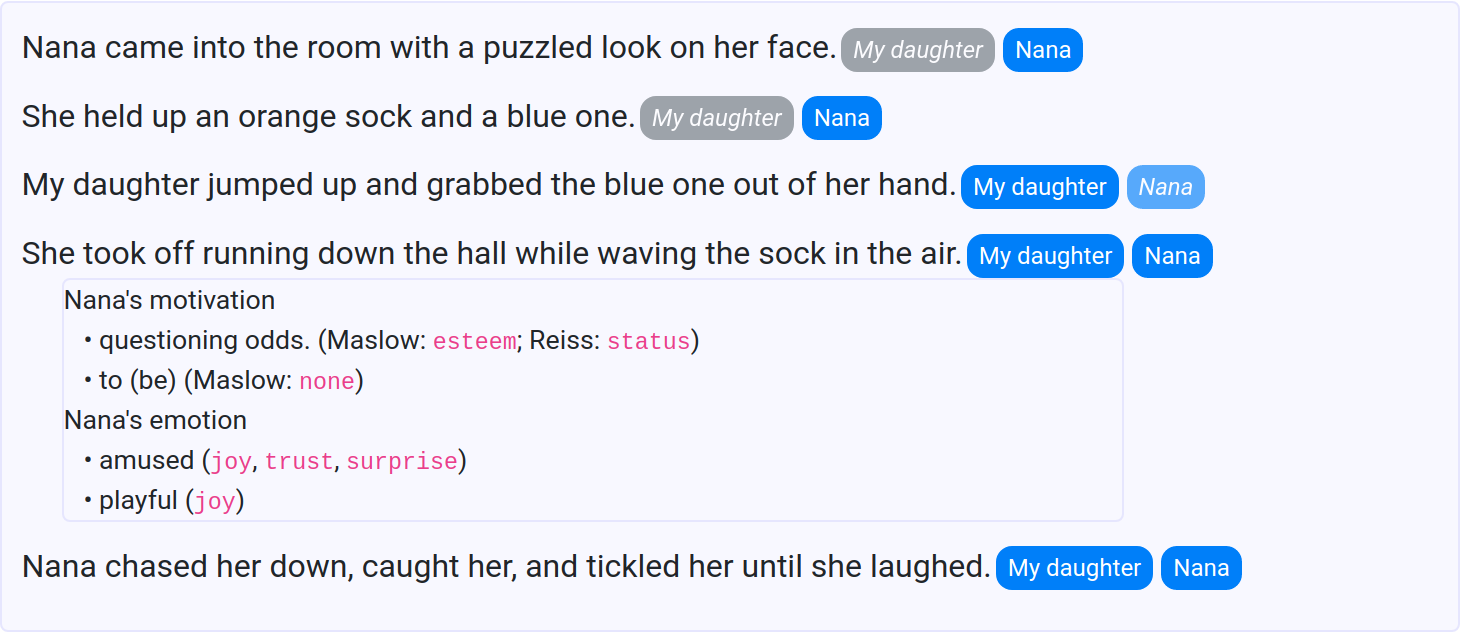 Nana came into the room with a puzzled look on her face. My daughter Nana
She held up an orange sock and a blue one. My daughter Nana
My daughter jumped up and grabbed the blue one out of her hand. My daughter Nana
She took off running down the hall while waving the sock in the air. My daughter Nana
Nana's motivation
• questioning odds. (Maslow: esteem; Reiss: status)
• to (be) (Maslow: none)
Nana's emotion
• amused (joy, trust, surprise)
• playful (joy)
Nana chased her down, caught her, and tickled her until she laughed. My daughter Nana